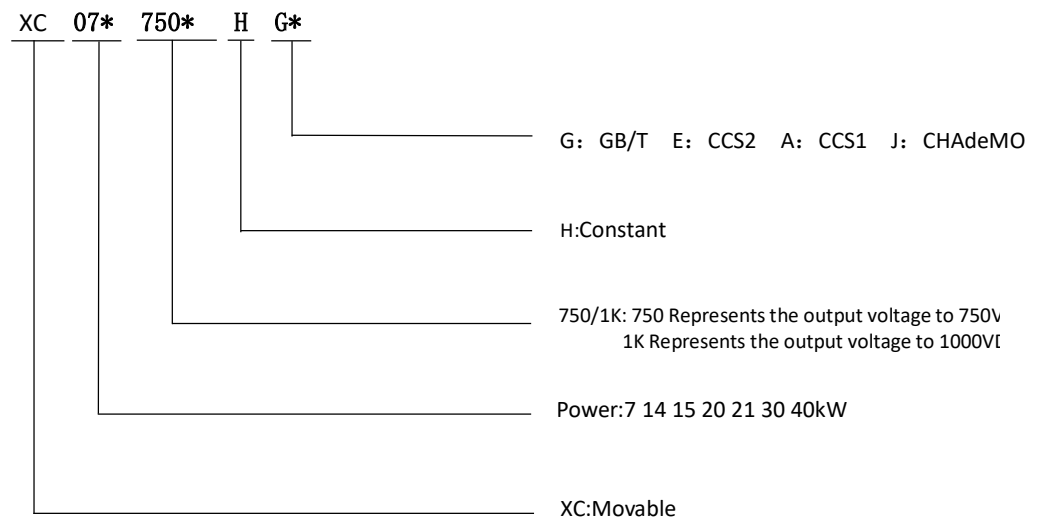 XC 07* 750* H G*
G：GB/T E：CCS2 A：CCS1 J：CHAdeMO
H:Constant
750/1K: 750 Represents the output voltage to 750V
1K Represents the output voltage to 1000V
Power:7 14 15 20 21 30 40kW
XC:Movable